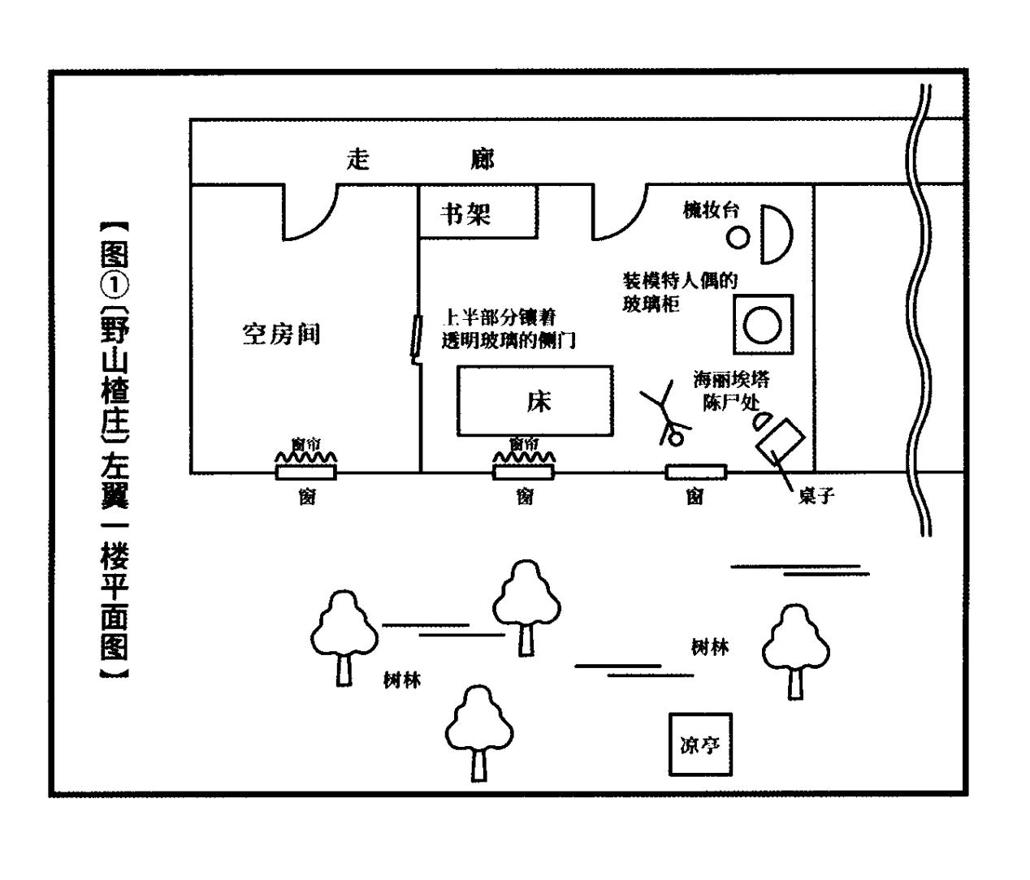 【图①〔野山楂庄〕左翼一楼平面图】
走廊
书架
梳妆台
装模特人偶的
玻璃柜
空房间
上半部分镶着
透明玻璃的侧门
床
海丽埃塔
陈尸处
窗帘
窗帘
窗
窗
窗
桌子
树林
树林
凉亭